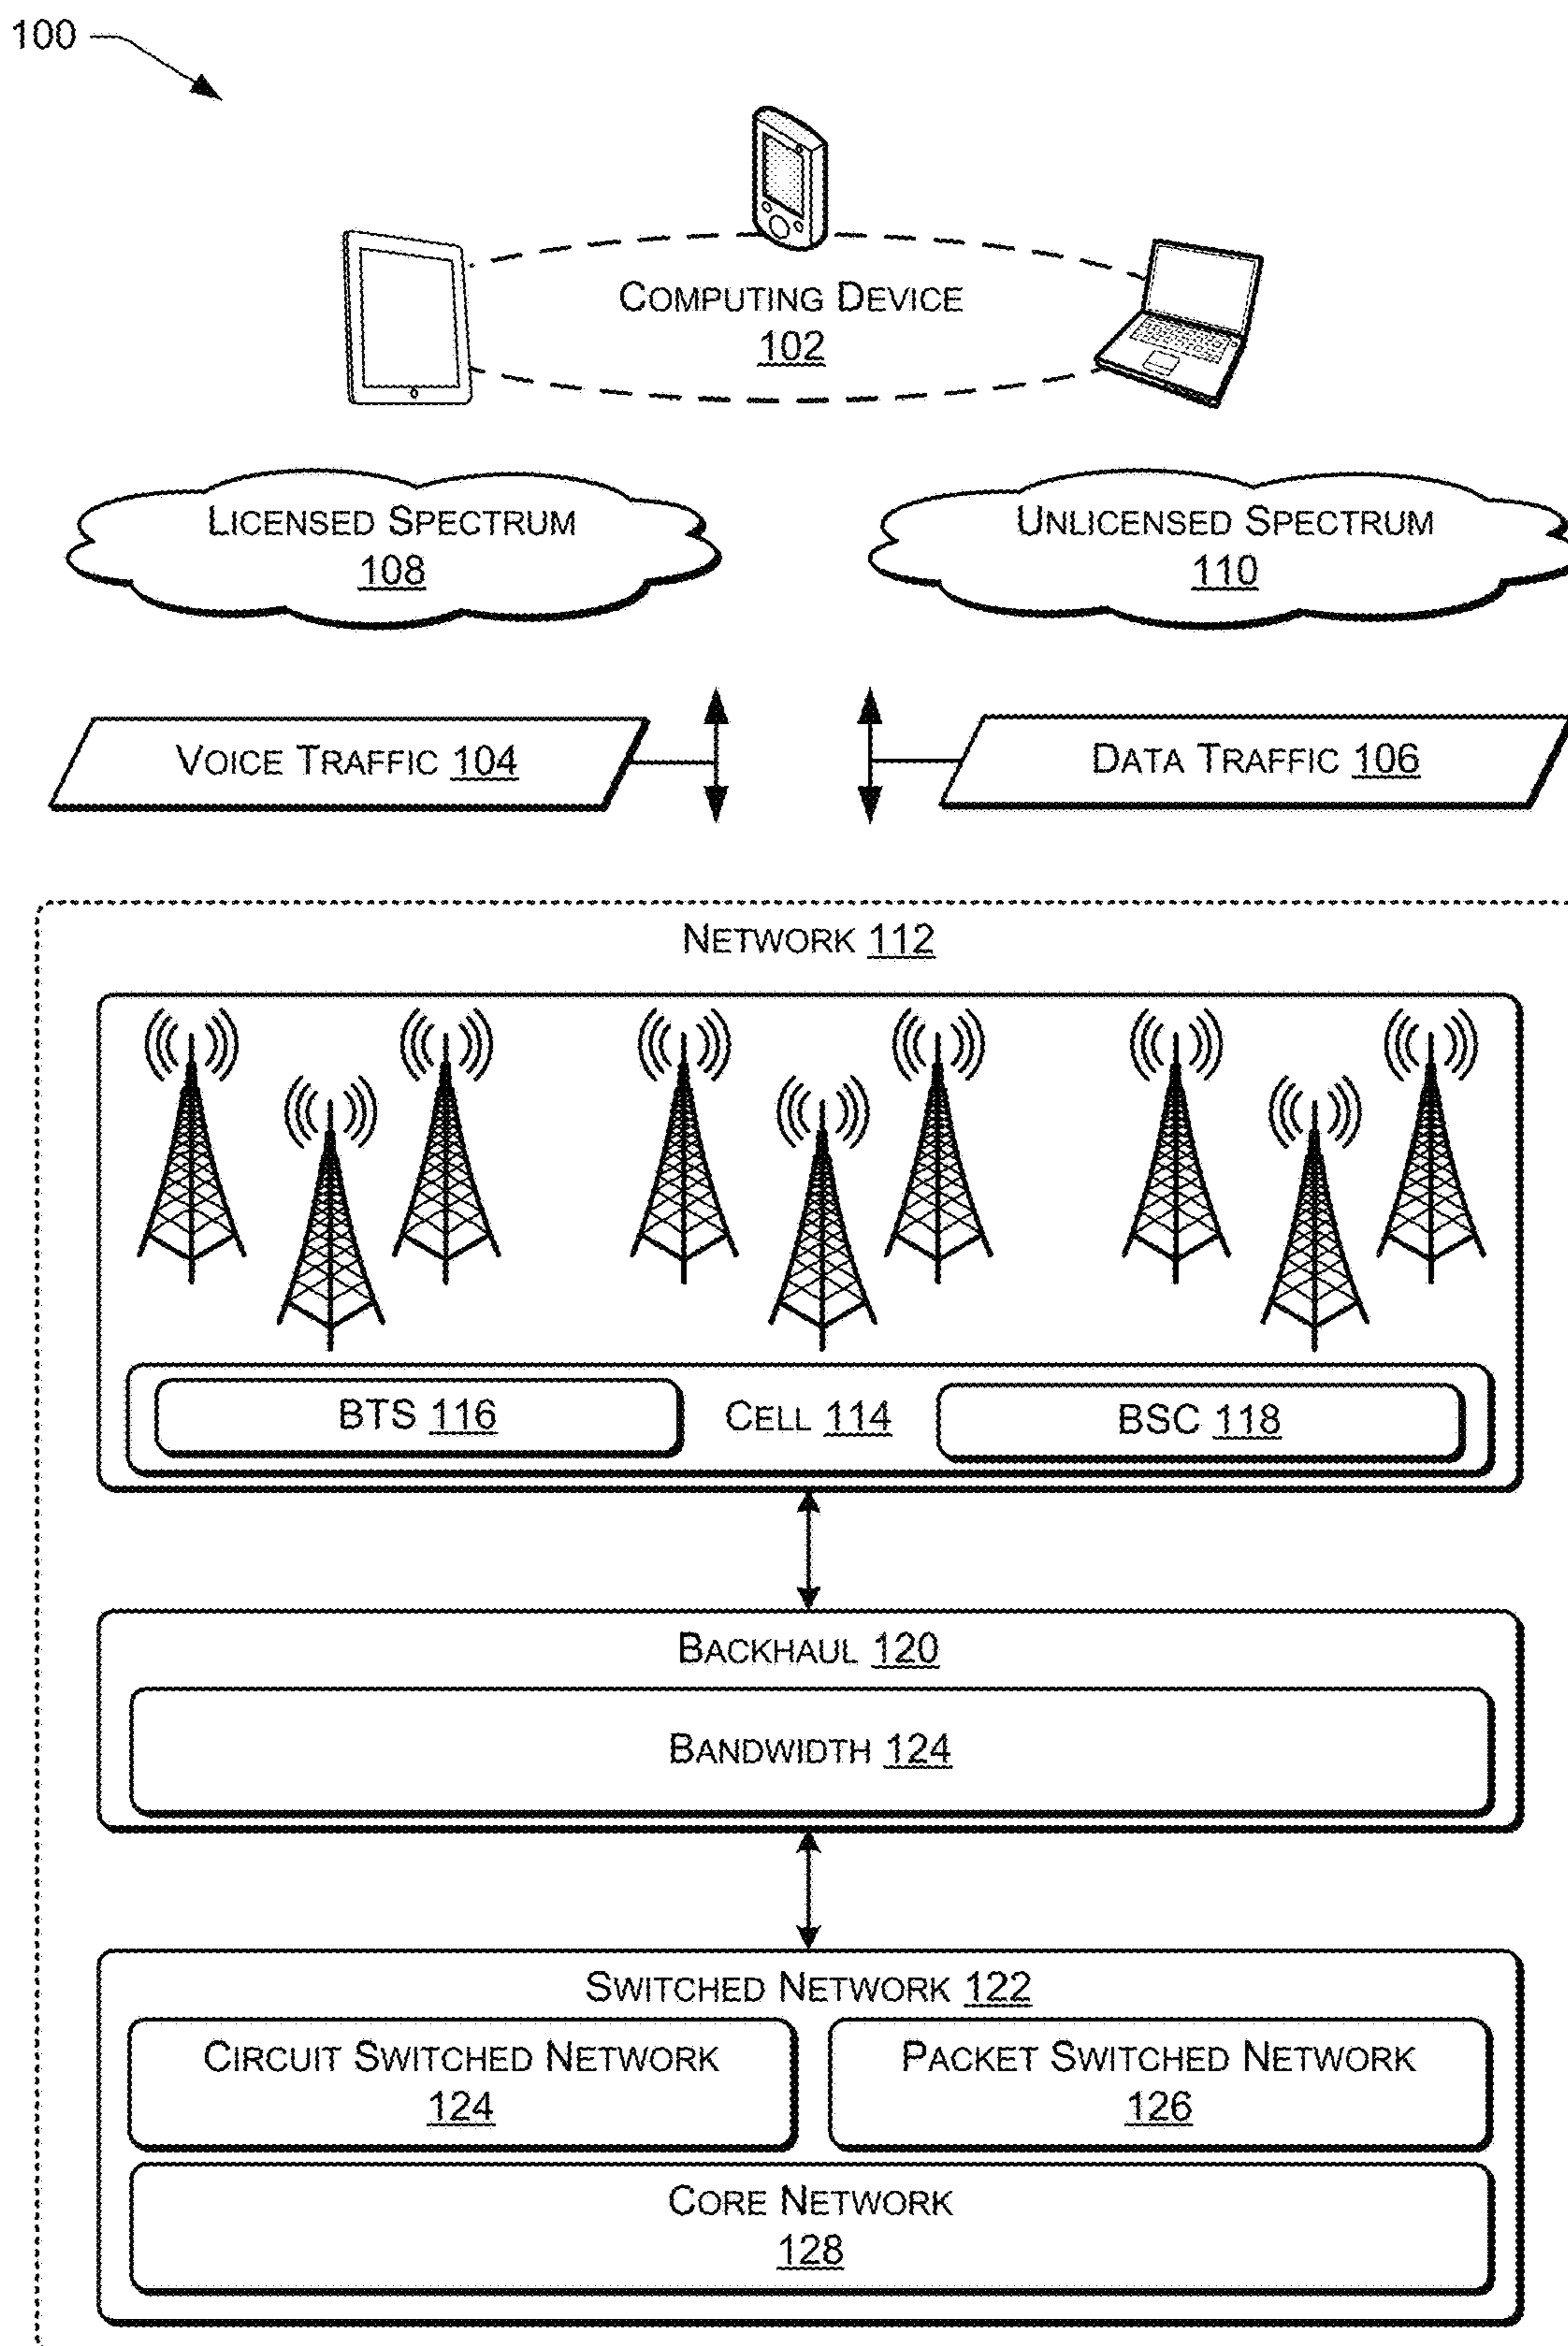 100
COMPUTING DEVICE
102
LICENSED SPECTRUM
108
UNLICENSED SPECTRUM
110
VOICE TRAFFIC 104
DATA TRAFFIC 106
NETWORK 112
BTS 116
CELL 114
BSC 118
BACKHAUL 120
BANDWIDTH 124
SWITCHED NETWORK 122
CIRCUIT SWITCHED NETWORK
124
PACKET SWITCHED NETWORK
126
CORE NETWORK
128